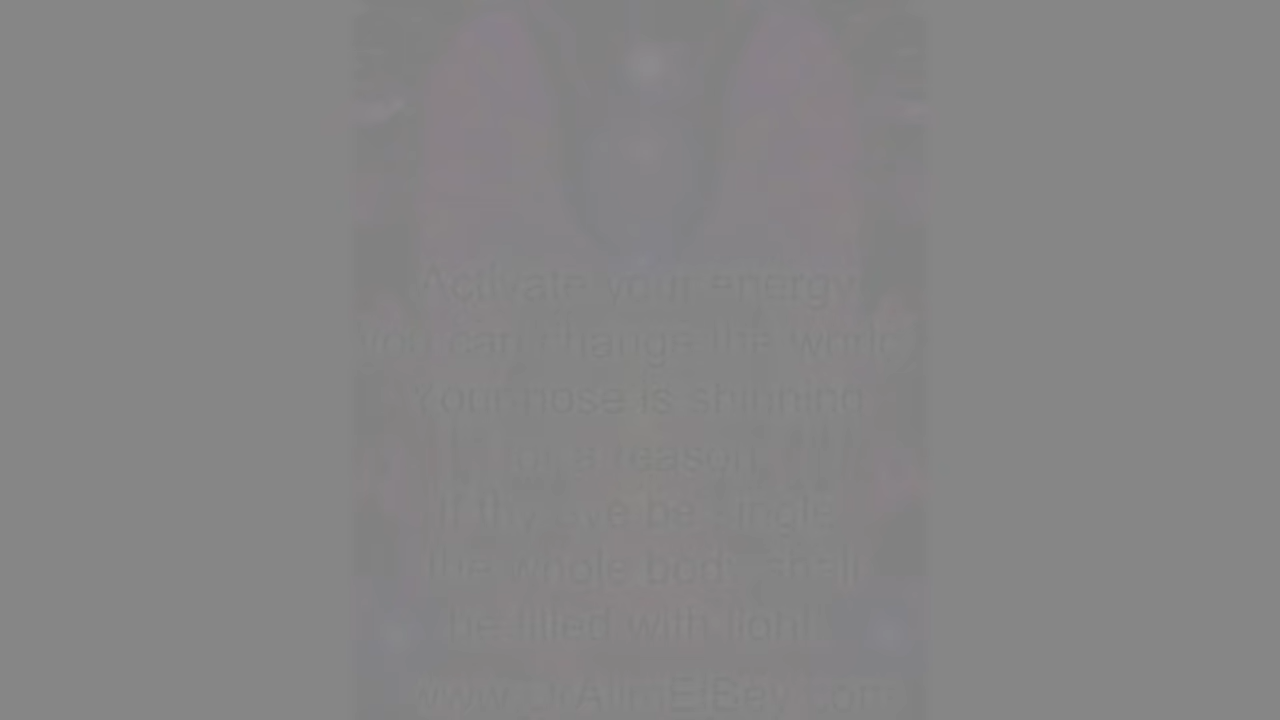 Activate your energy
You can change the world
Your nose is shinning
for a reason
If thy eye be single
the whole body shall
be filled with light